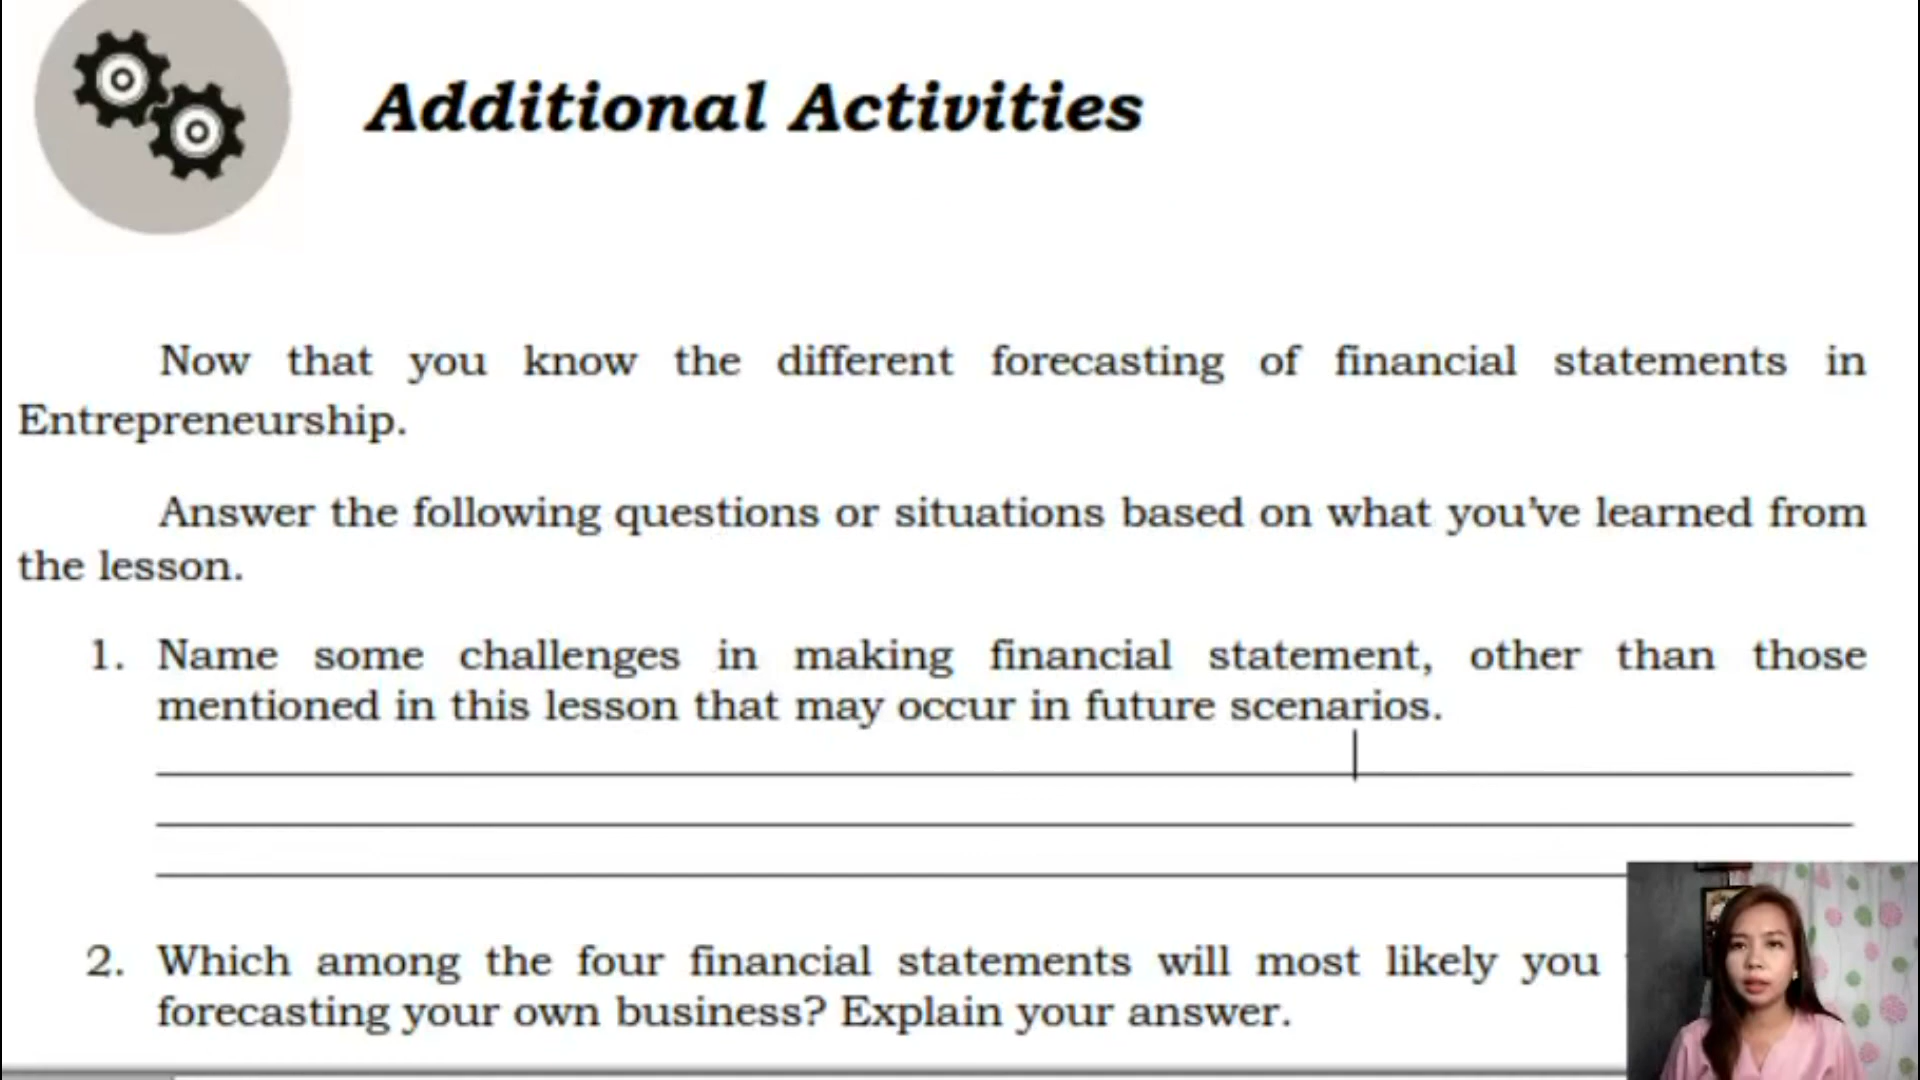 Additional Activities
Now that you know the different forecasting of financial statements in
Entrepreneurship.
Answer the following questions or situations based on what you've learned from
the lesson.
1. Name some challenges in making financial statement, other than those
mentioned in this lesson that may occur in future scenarios.
2. Which among the four financial statements will most likely you
forecasting your own business? Explain your answer.